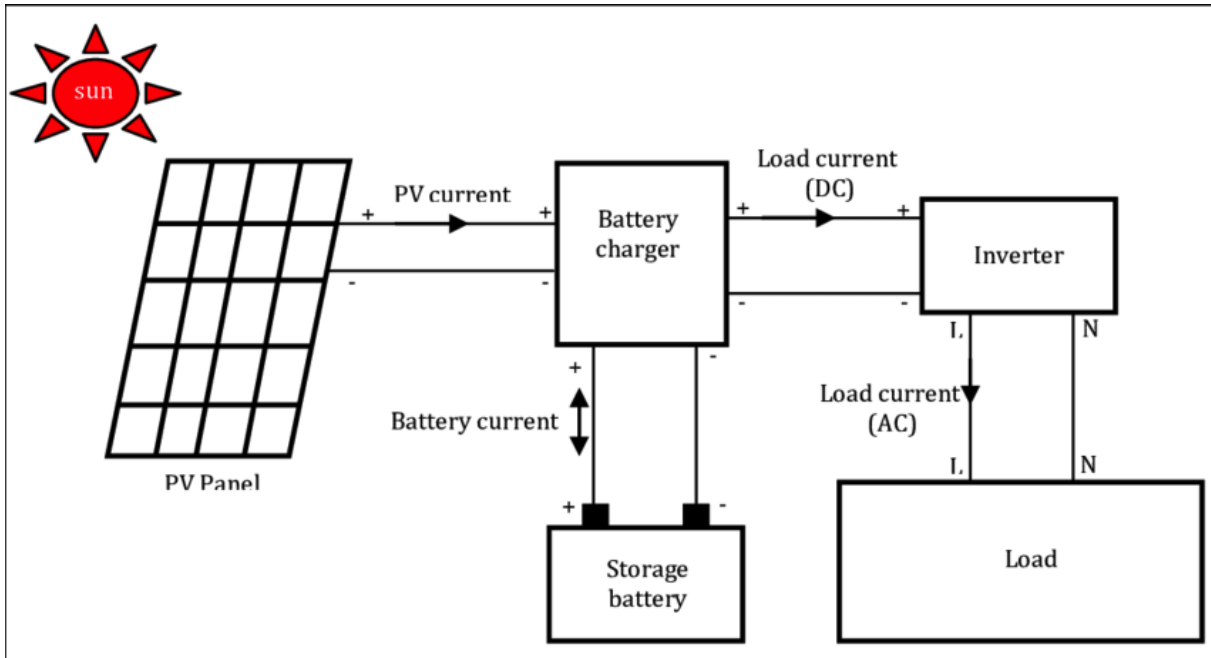 sun
PV current
+
+
-
-
PV Panel
Battery
charger
Load current
(DC)
+
+
-
-
Inverter
+
-
Battery current
+
-
Storage
battery
L
N
Load current
(AC)
L
N
Load